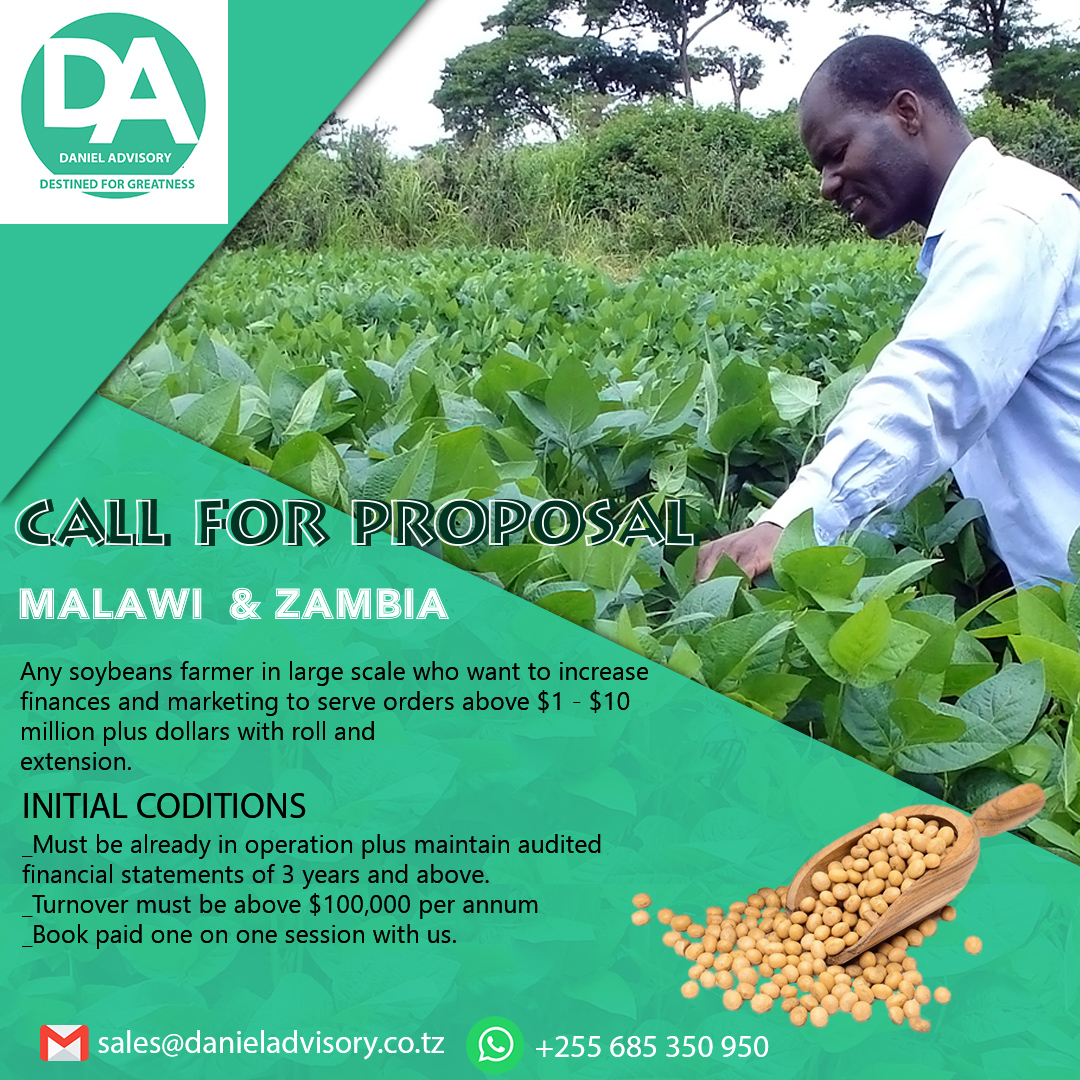 DA
DANIEL ADVISORY
DESTINED FOR GREATNESS
CALL FOR PROPOSAL
MALAWI & ZAMBIA
Any soybeans farmer in large scale who want to increase
finances and marketing to serve orders above $1 - $10
million plus dollars with roll and
extension.
INITIAL CODITIONS
_Must be already in operation plus maintain audited
financial statements of 3 years and above.
_Turnover must be above $100,000 per annum
_Book paid one on one session with us.
sales@danieladvisory.co.tz
+255 685 350 950